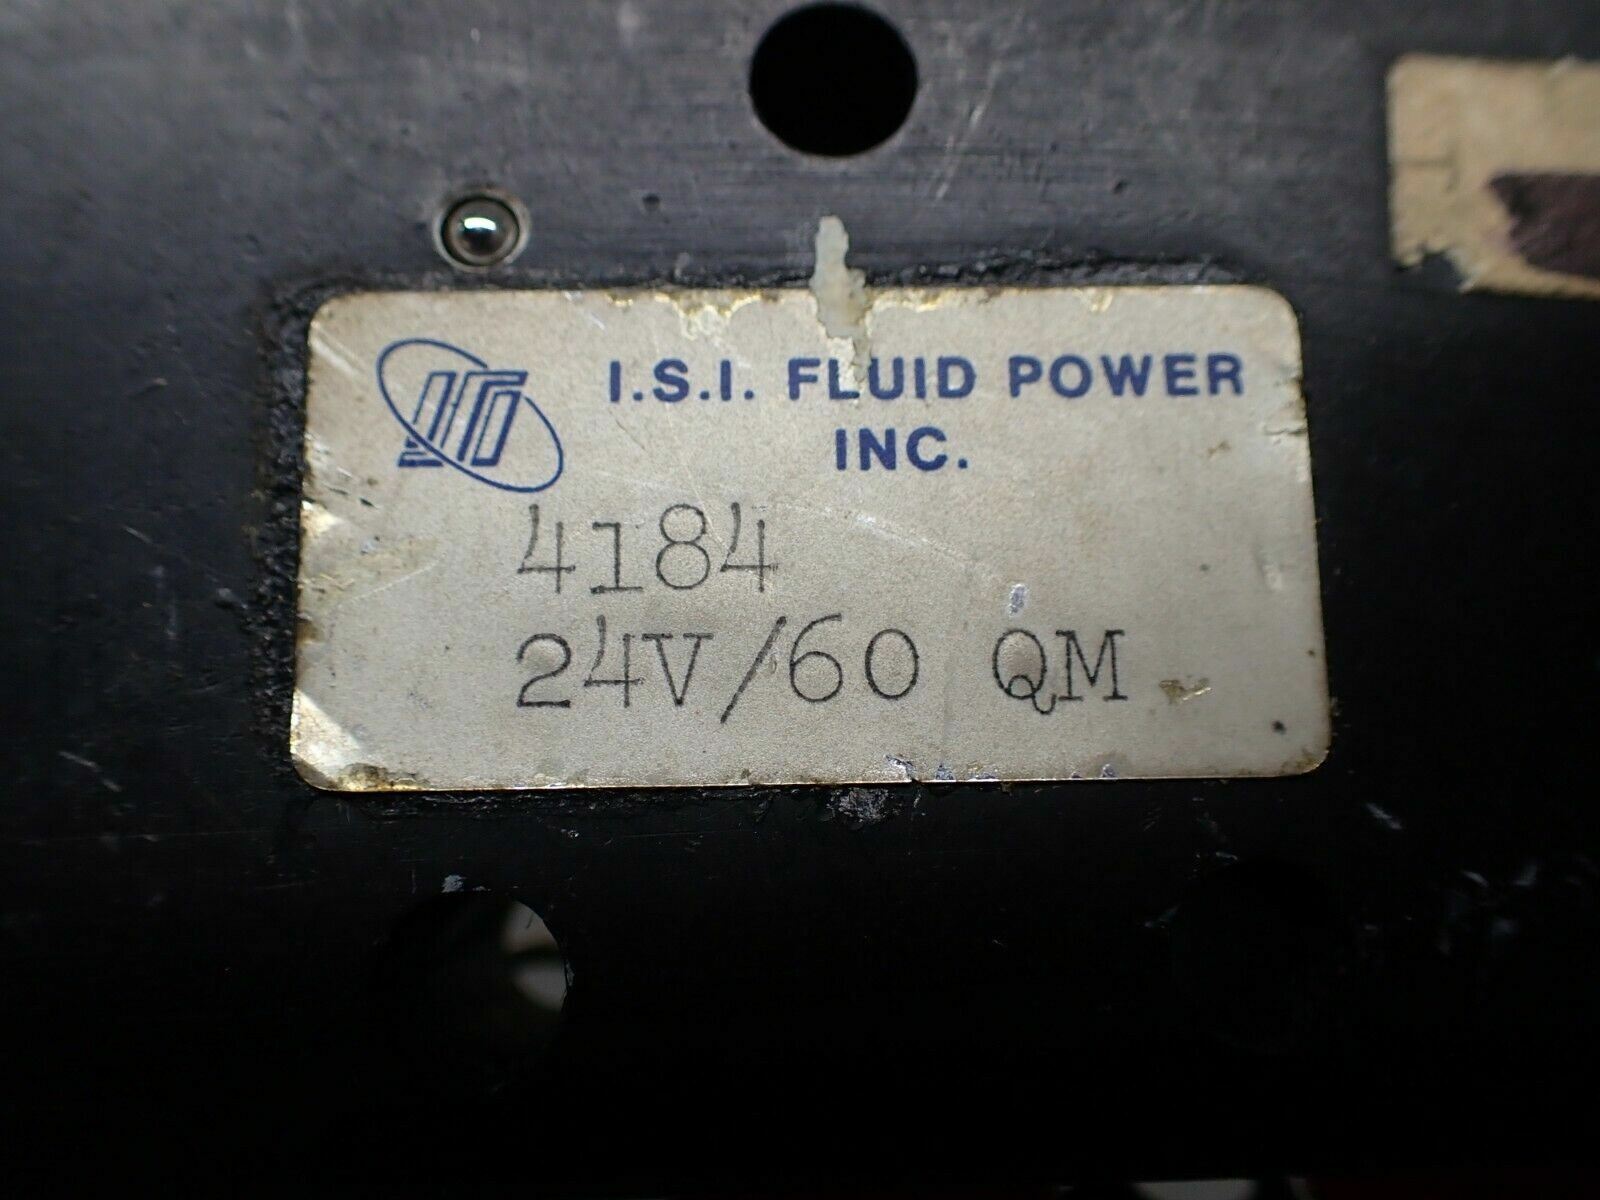 I.S.I. FLUID POWER
INC.
4184
24V/60 QM